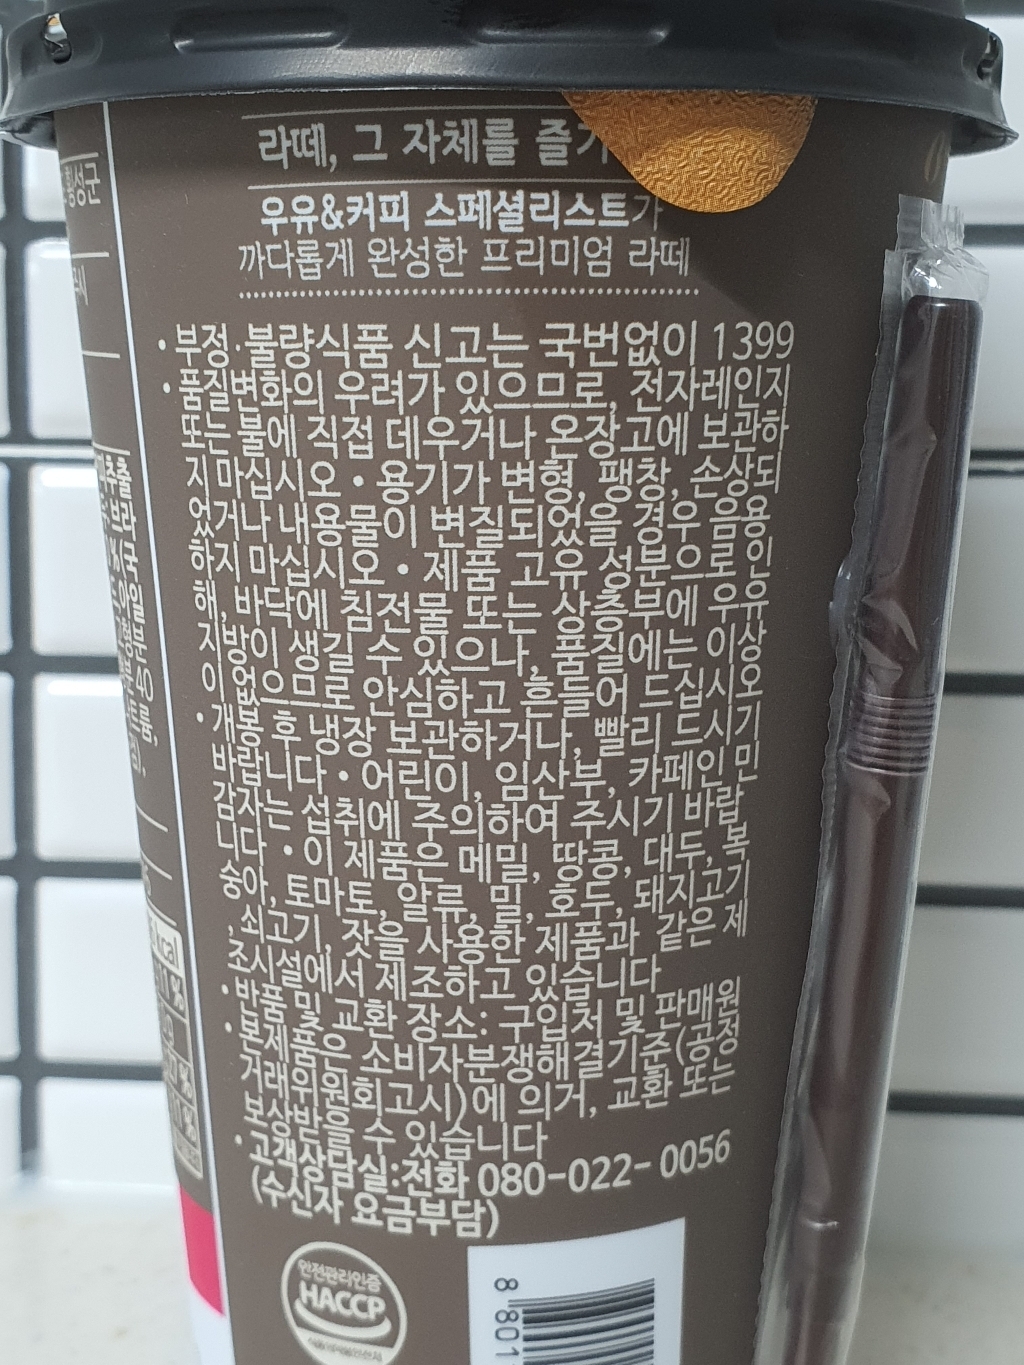 라떼, 그 자체를
우유&커피 스페셜리스트가
까다롭게 완성한 프리미엄 라떼
·부정·불량식품 신고는 국번없이 1399
·품질변화의 우려가 있으므로, 전자레인지
또는 불에 직접 데우거나 온장고에 보관하
지 마십시오 • 용기가 변형, 팽창, 손상되
었거나 내용물이 변질되었을 경우 음용
하지 마십시오 • 제품 고유 성분으로 인
해, 바닥에 침전물 또는 상층부에 우유
지방이 생길 수 있으나, 품질에는 이상
이 없으므로 안심하고 흔들어 드십시오
·개봉 후 냉장 보관하거나, 빨리 드시기
바랍니다 • 어린이, 임산부, 카페인 민
감자는 섭취에 주의하여 주시기 바랍
니다 • 이 제품은 메밀, 땅콩, 대두, 복
숭아, 토마토, 알류, 밀, 호두, 돼지고기
, 쇠고기, 잣을 사용한 제품과 같은 제
조시설에서 제조하고 있습니다
·반품 및 교환 장소: 구입처 및 판매원
·본제품은 소비자분쟁해결기준(공정
거래위원회고시)에 의거, 교환 또는
보상받을 수 있습니다
·고객상담실:전화 080-022- 0056
(수신자 요금부담)
안전관리인증
HACCP
8 801
횡성군
추출
브라
국
40
kcal